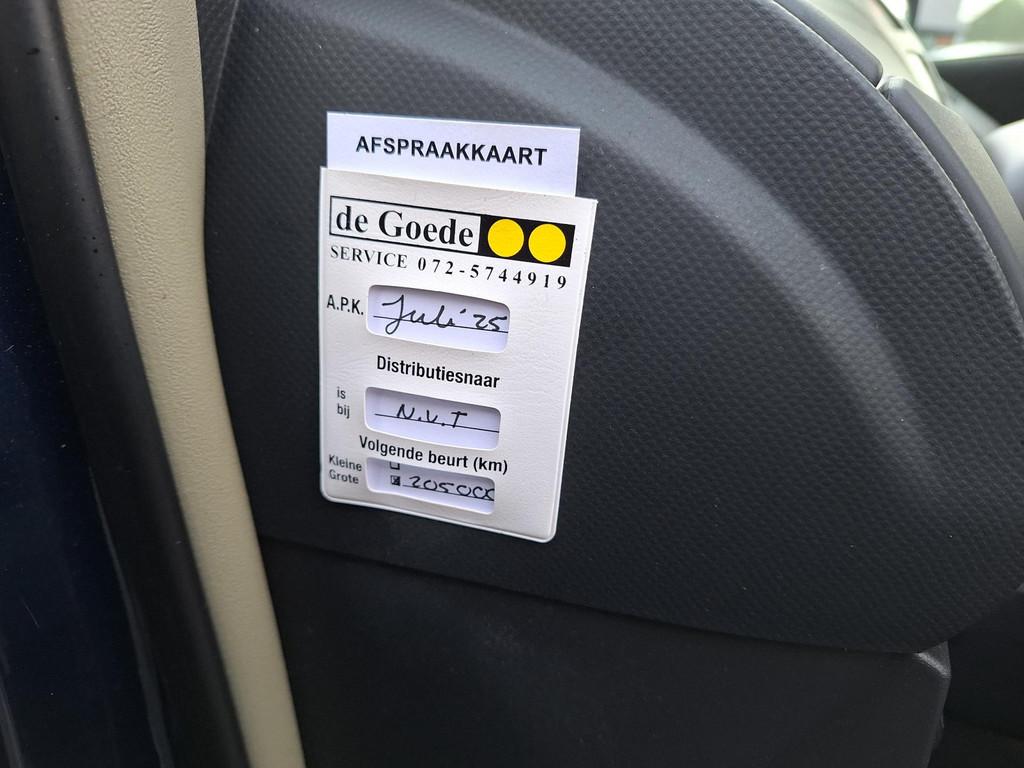 AFSPRAAKKAART
de Goede
SERVICE 072-5744919
A.P.K. Juli '25
Distributiesnaar
is
bij N.V.T
Volgende beurt (km)
Kleine
Grote 205000